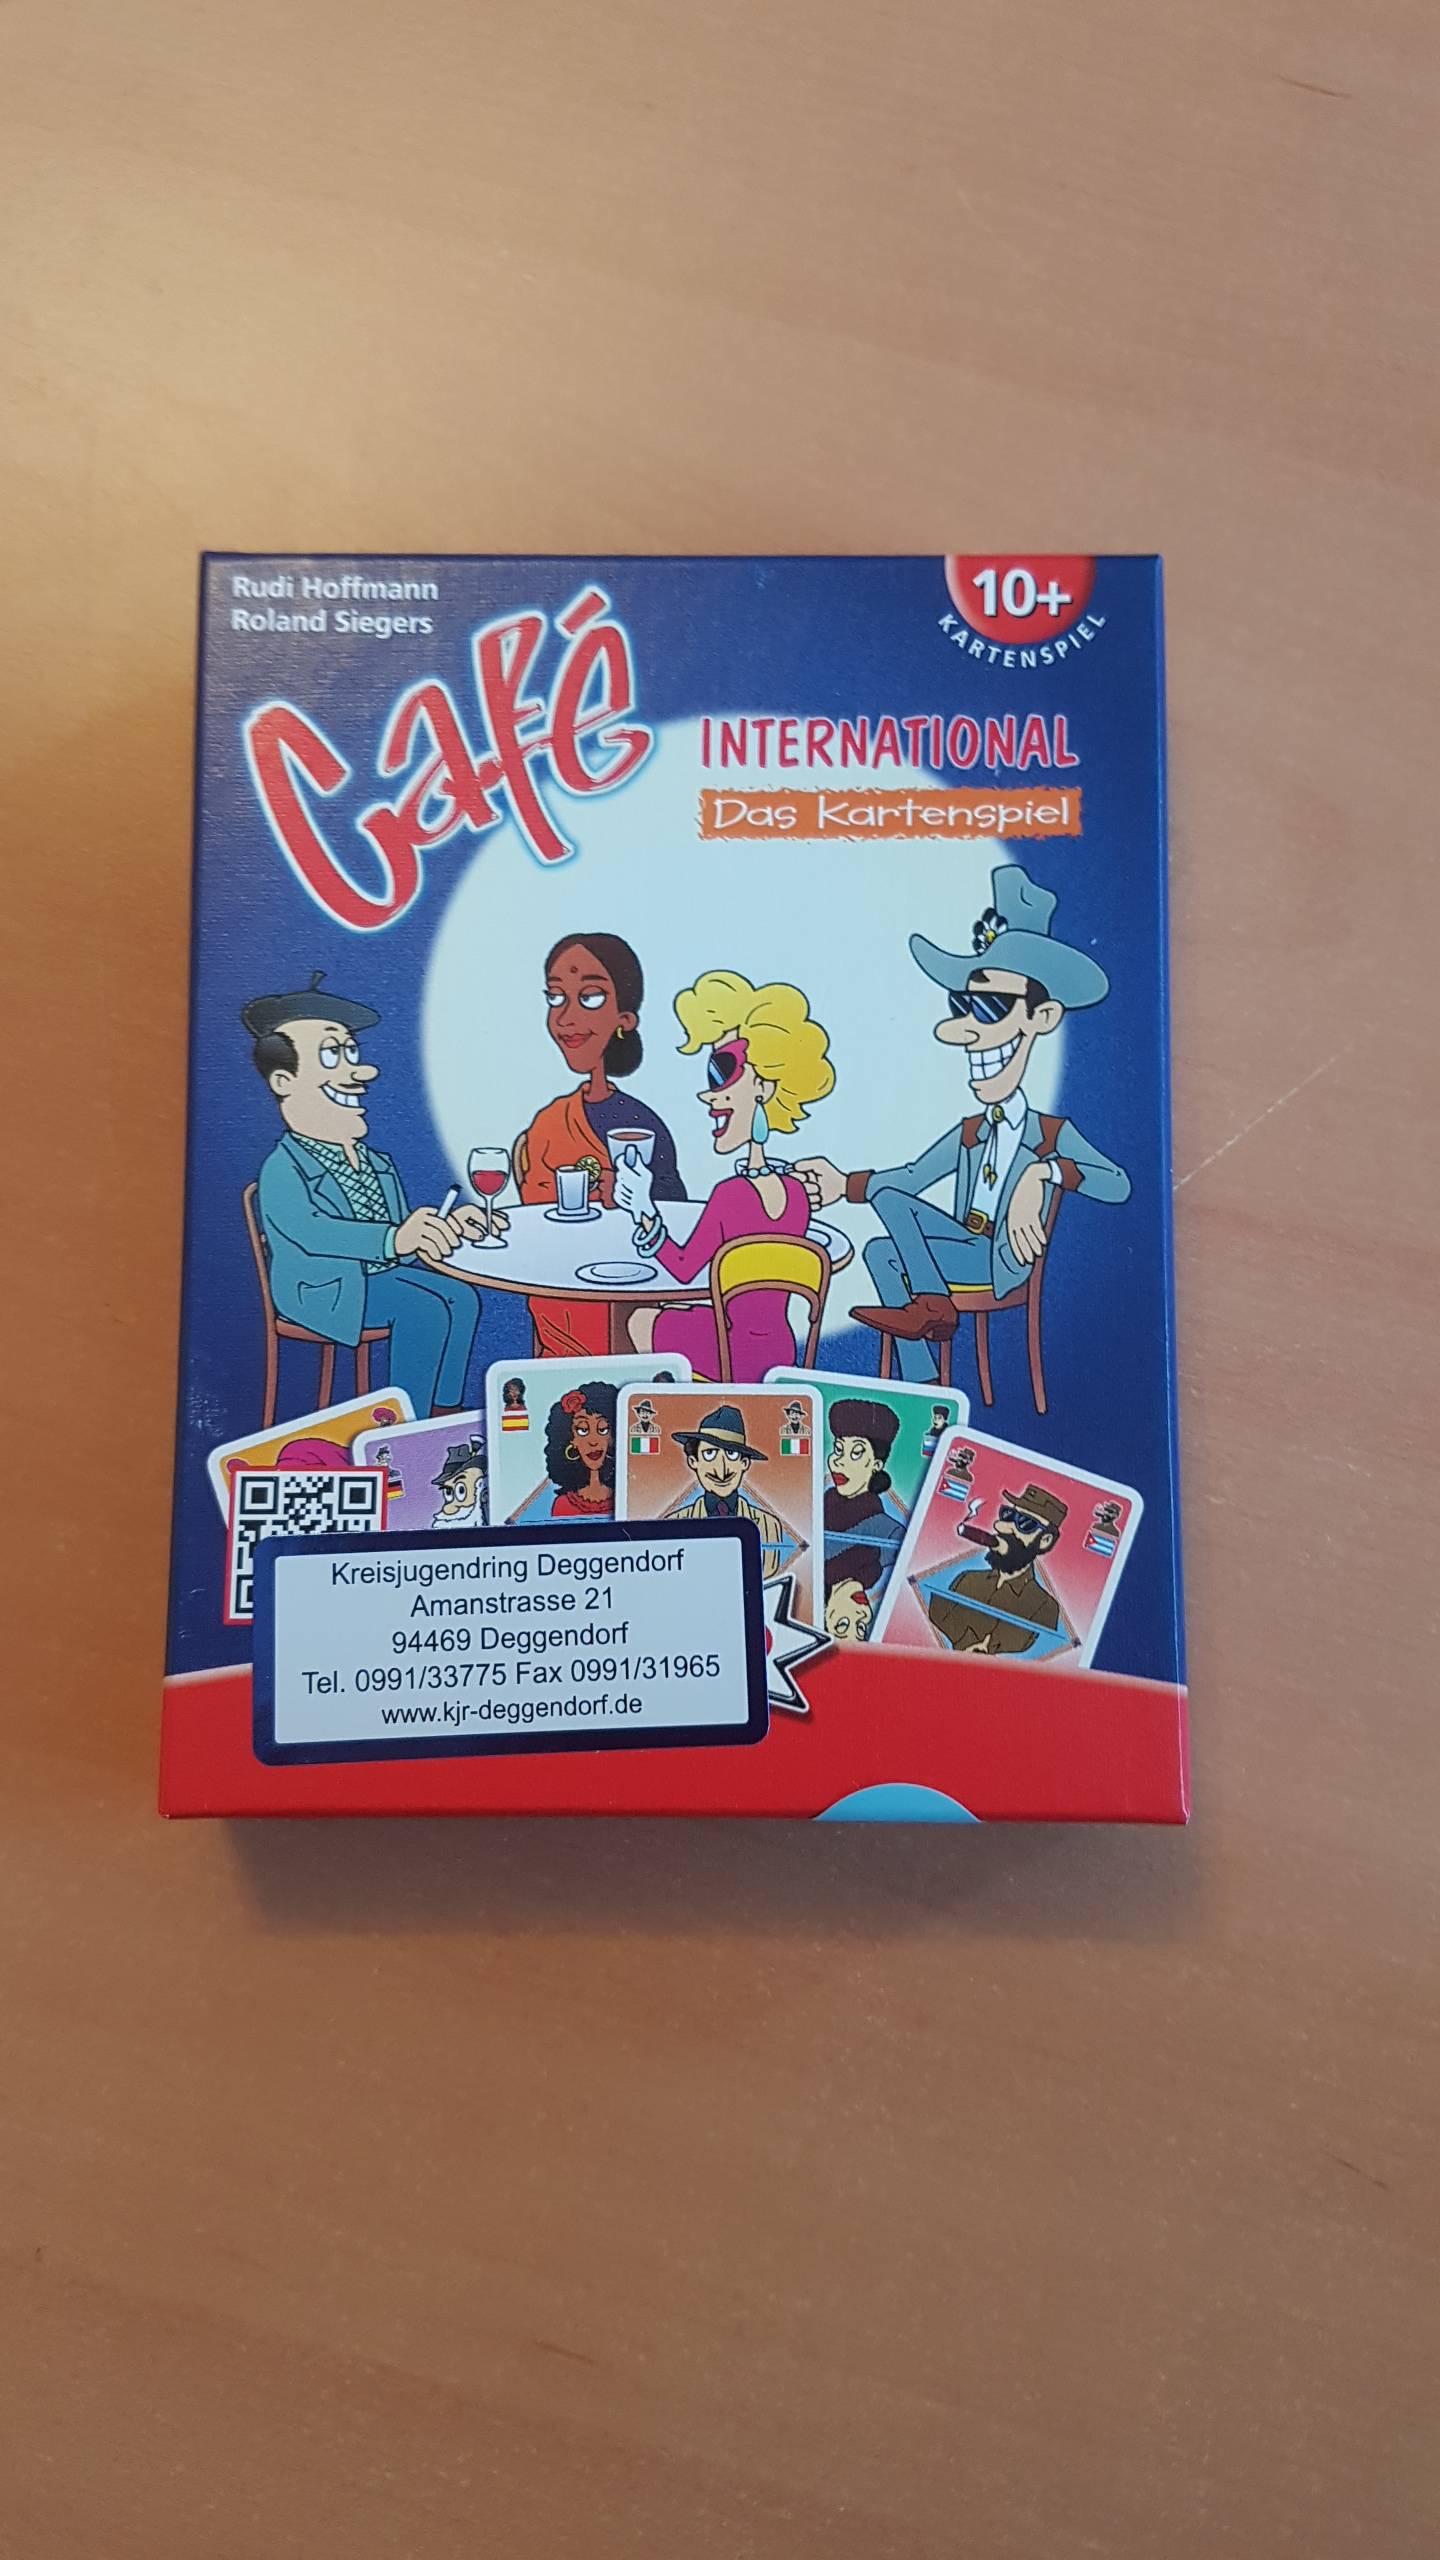 Rudi Hoffmann
Roland Siegers
10+
KARTENSPIEL
Café
INTERNATIONAL
Das Kartenspiel
Kreisjugendring Deggendorf
Amanstrasse 21
94469 Deggendorf
Tel. 0991/33775 Fax 0991/31965
www.kjr-deggendorf.de